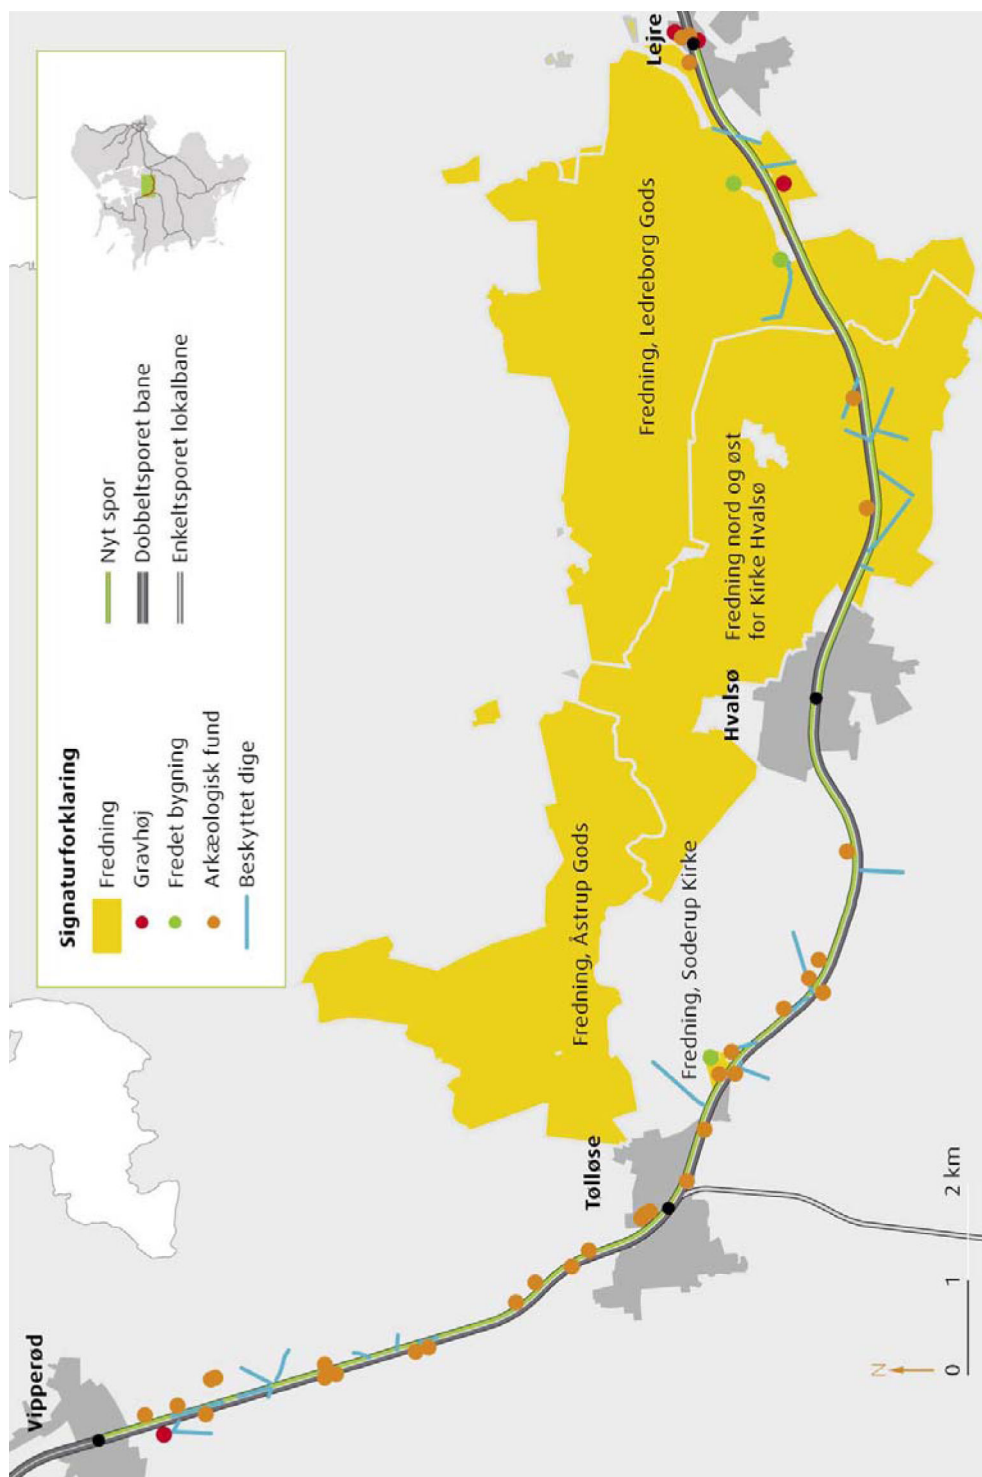 Signaturforklaring
Fredning
Gravhøj
Fredet bygning
Arkæologisk fund
Beskyttet dige
Nyt spor
Dobbeltsporet bane
Enkeltsporet lokalbane
Vipperød
Tølløse
Fredning, Åstrup Gods
Fredning, Soderup Kirke
Hvalsø
Fredning nord og øst
for Kirke Hvalsø
Fredning, Ledreborg Gods
Lejre
N
0 1 2 km